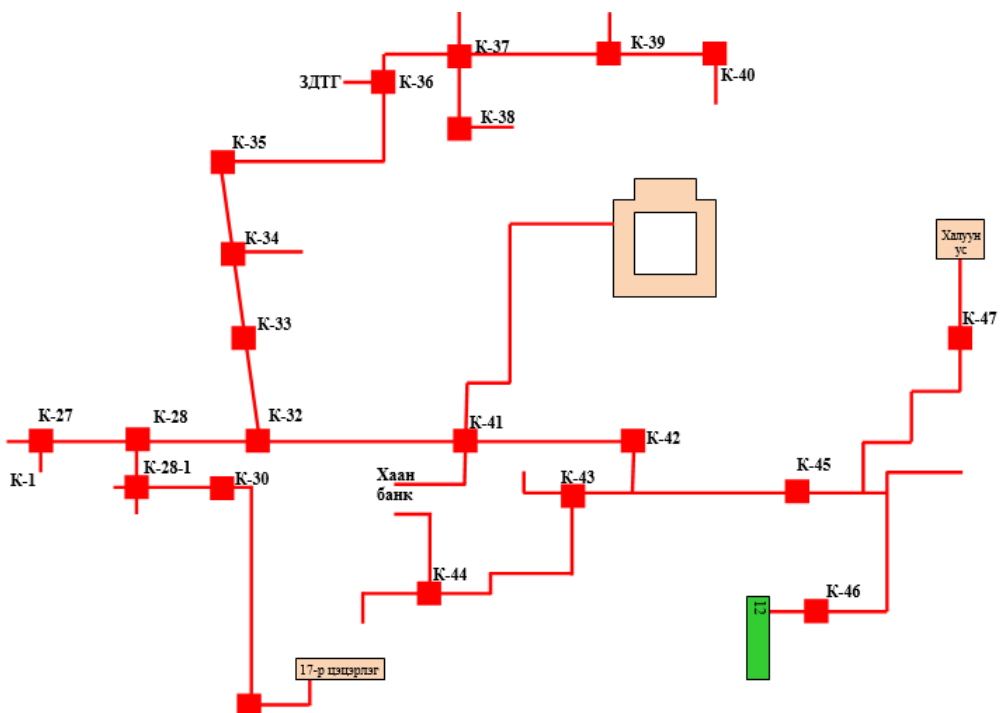 К-37
К-39
К-40
ЗДТГ
К-36
К-38
К-35
К-34
Халуун
ус
К-33
К-47
К-27
К-28
К-32
К-41
К-42
К-1
К-28-1
К-30
Хаан
банк
К-43
К-45
К-44
К-46
12
17-р цэцэрлэг